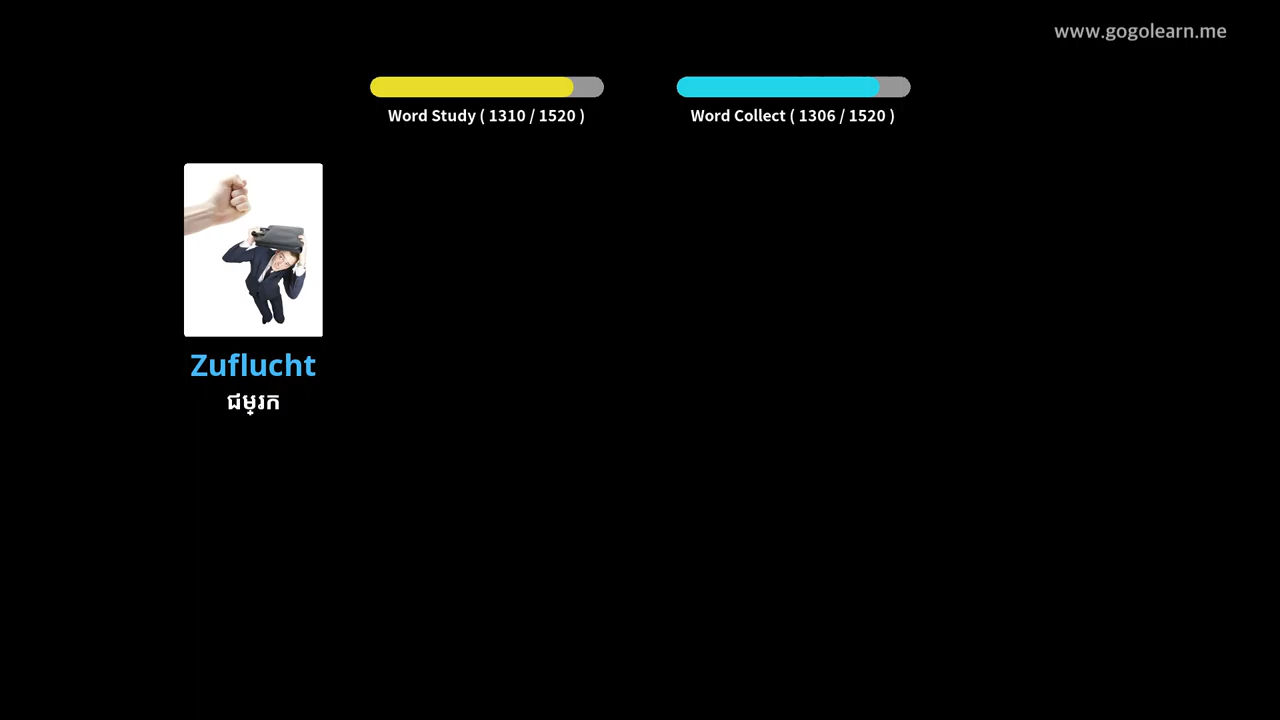 www.gogolearn.me
Word Study ( 1310 / 1520 )
Word Collect ( 1306 / 1520 )
Zuflucht
ជម្រក